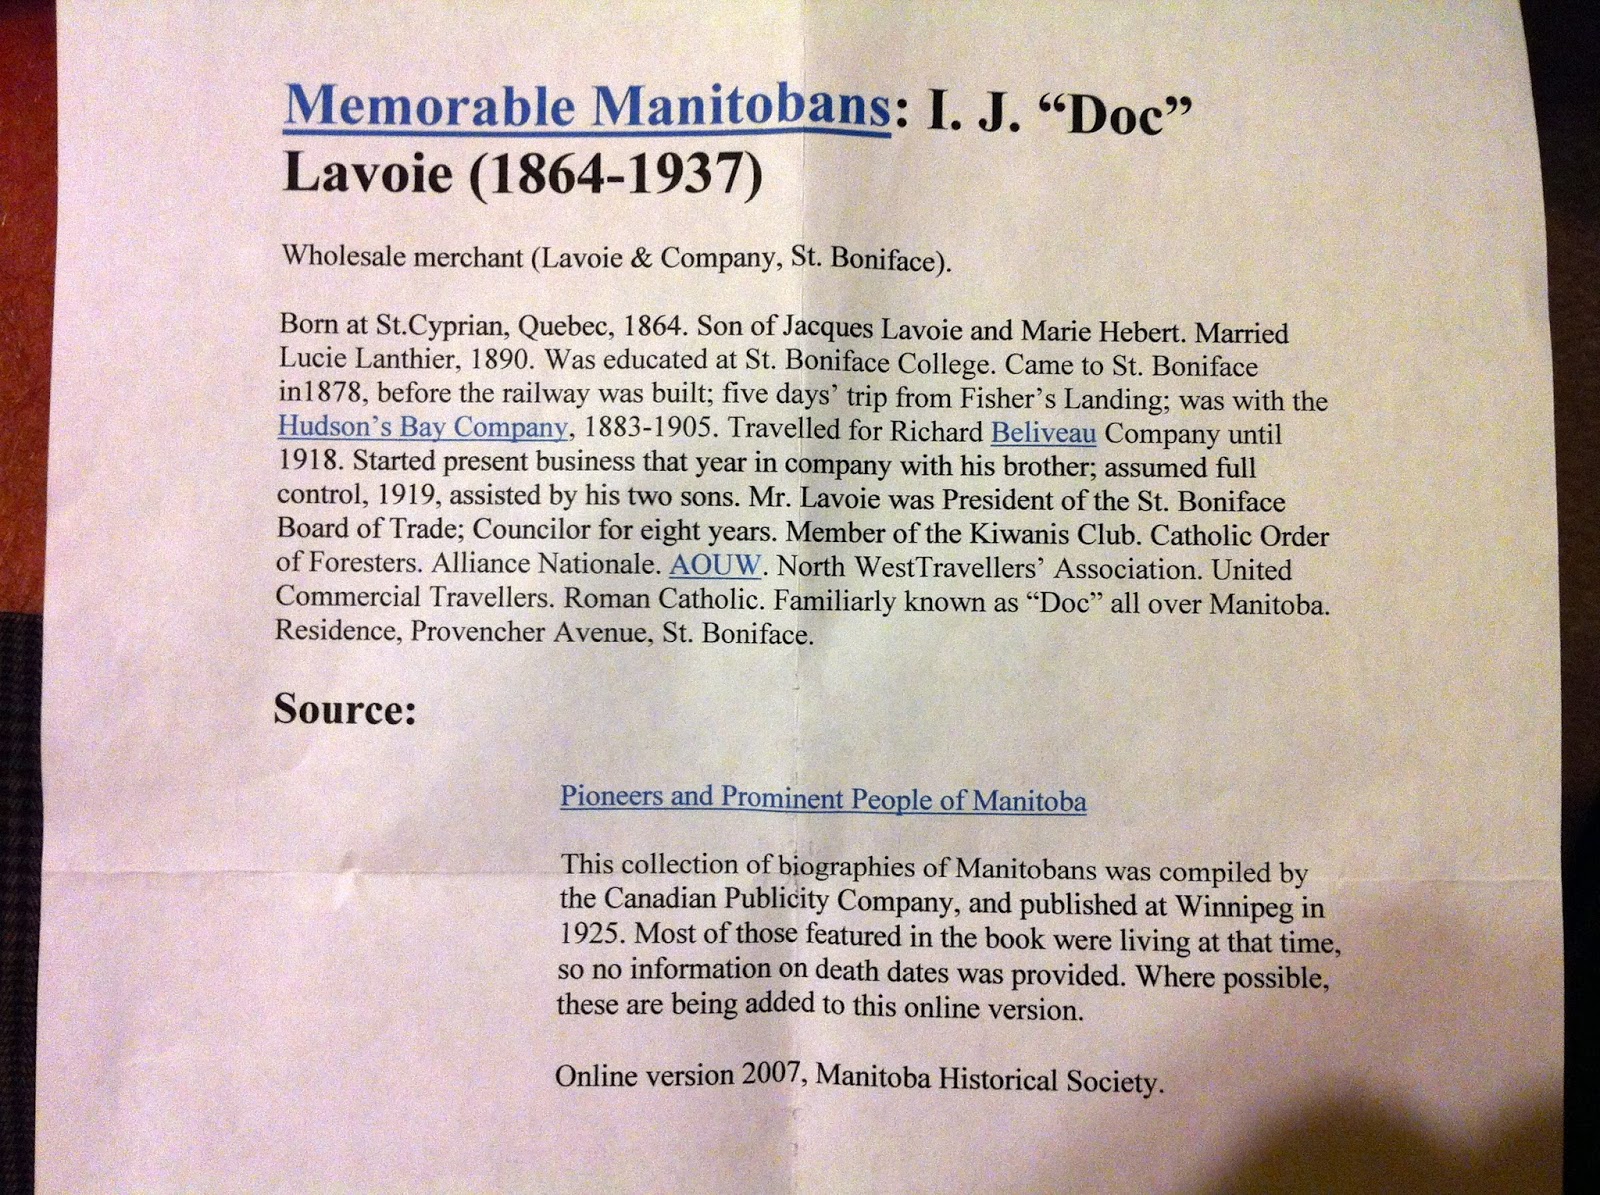 Memorable Manitobans: I. J. “Doc”
Lavoie (1864-1937)
Wholesale merchant (Lavoie & Company, St. Boniface).
Born at St.Cyprian, Quebec, 1864. Son of Jacques Lavoie and Marie Hebert. Married
Lucie Lanthier, 1890. Was educated at St. Boniface College. Came to St. Boniface
in1878, before the railway was built; five days’ trip from Fisher’s Landing; was with the
Hudson’s Bay Company, 1883-1905. Travelled for Richard Beliveau Company until
1918. Started present business that year in company with his brother; assumed full
control, 1919, assisted by his two sons. Mr. Lavoie was President of the St. Boniface
Board of Trade; Councilor for eight years. Member of the Kiwanis Club. Catholic Order
of Foresters. Alliance Nationale. AOUW. North WestTravellers’ Association. United
Commercial Travellers. Roman Catholic. Familiarly known as “Doc” all over Manitoba.
Residence, Provencher Avenue, St. Boniface.
Source:
Pioneers and Prominent People of Manitoba
This collection of biographies of Manitobans was compiled by
the Canadian Publicity Company, and published at Winnipeg in
1925. Most of those featured in the book were living at that time,
so no information on death dates was provided. Where possible,
these are being added to this online version.
Online version 2007, Manitoba Historical Society.